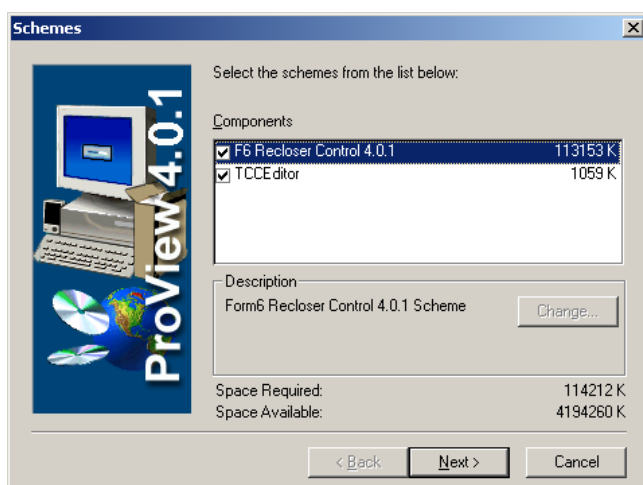 Schemes
Select the schemes from the list below:
Components
F6 Recloser Control 4.0.1 113153 K
TCCEditor 1059 K
Description
Form6 Recloser Control 4.0.1 Scheme
Change...
Space Required: 114212 K
Space Available: 4194260 K
< Back Next > Cancel
ProView 4.0.1